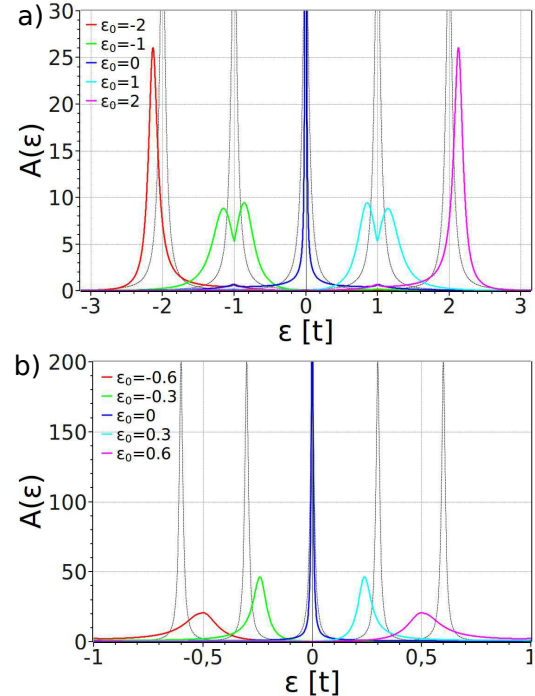 a)
A(ε)
30
25
20
15
10
5
0
ε₀=-2
ε₀=-1
ε₀=0
ε₀=1
ε₀=2
-3 -2 -1 0 1 2 3
ε [t]
b)
A(ε)
200
150
100
50
0
ε₀=-0.6
ε₀=-0.3
ε₀=0
ε₀=0.3
ε₀=0.6
-1 -0,5 0 0,5 1
ε [t]